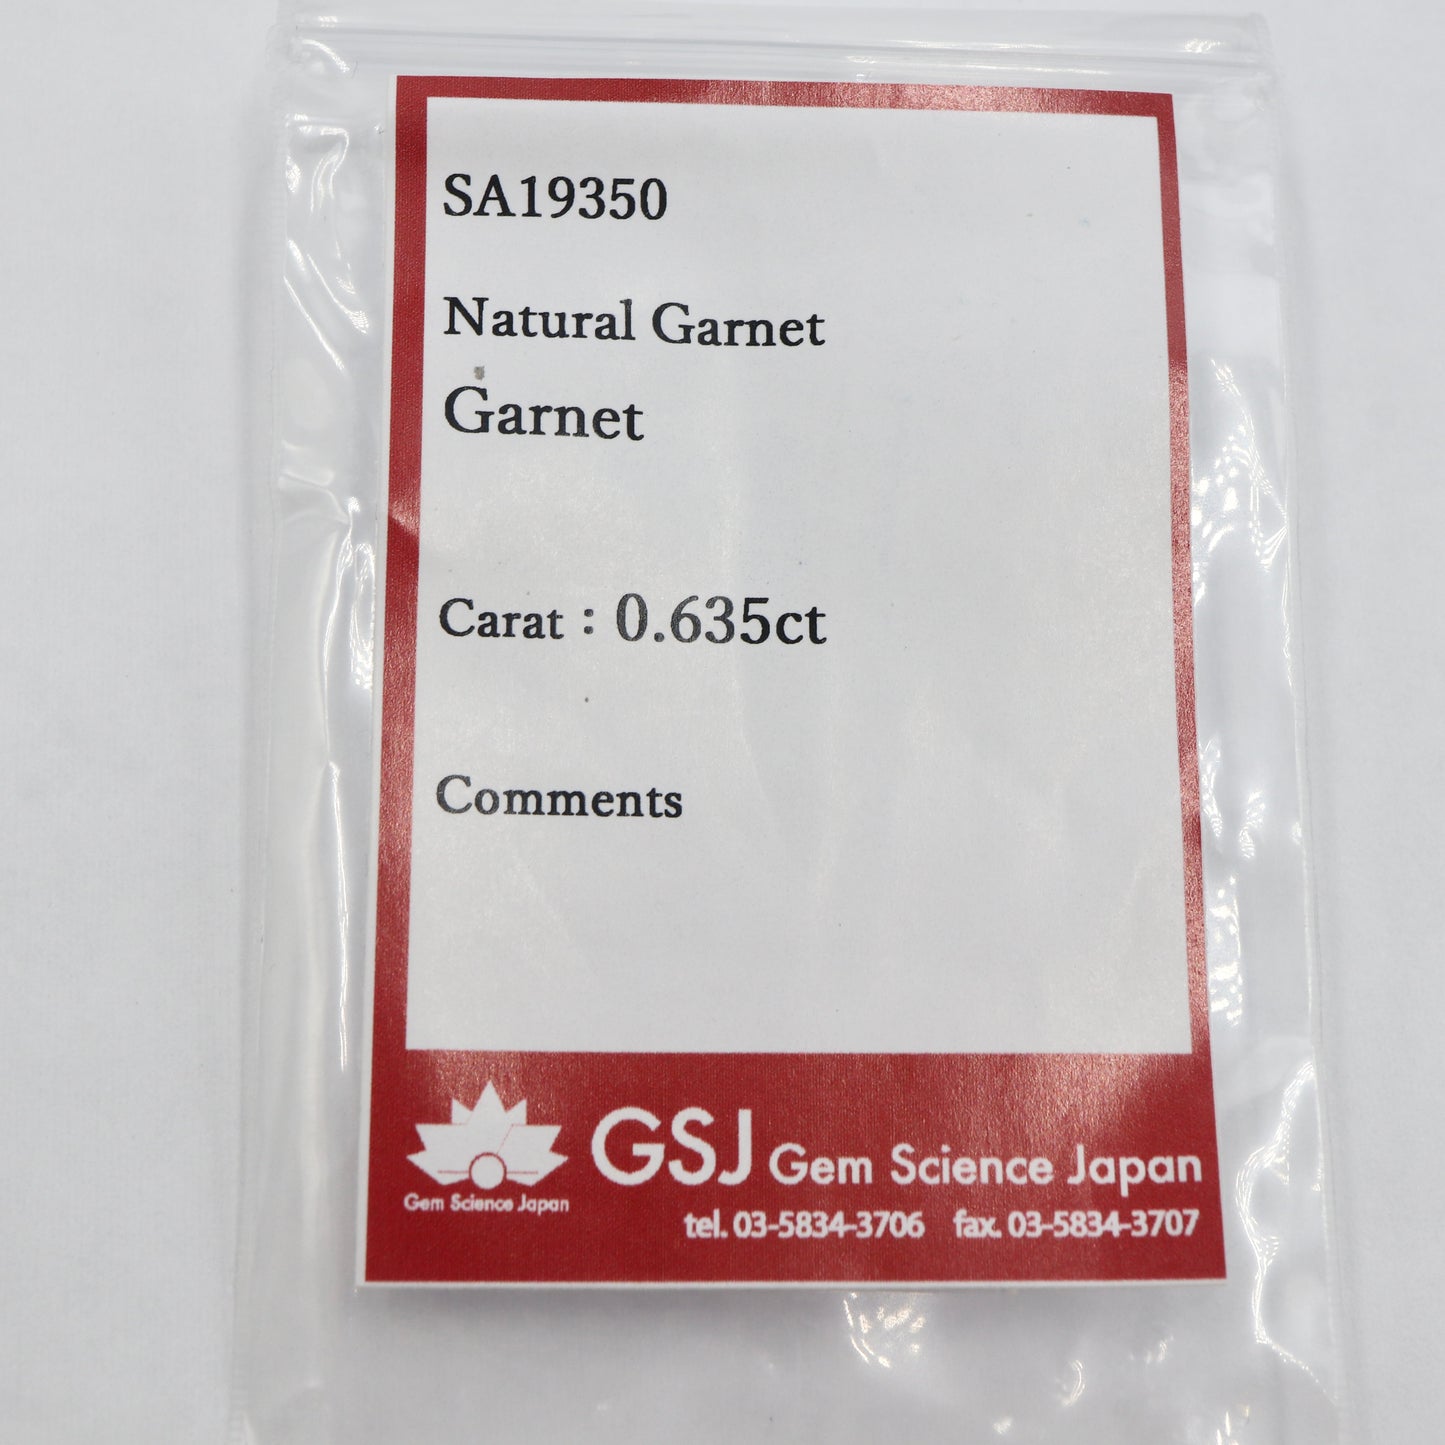 SA19350
Natural Garnet
Garnet
Carat : 0.635ct
Comments
GSJ Gem Science Japan
Gem Science Japan
tel. 03-5834-3706 fax. 03-5834-3707